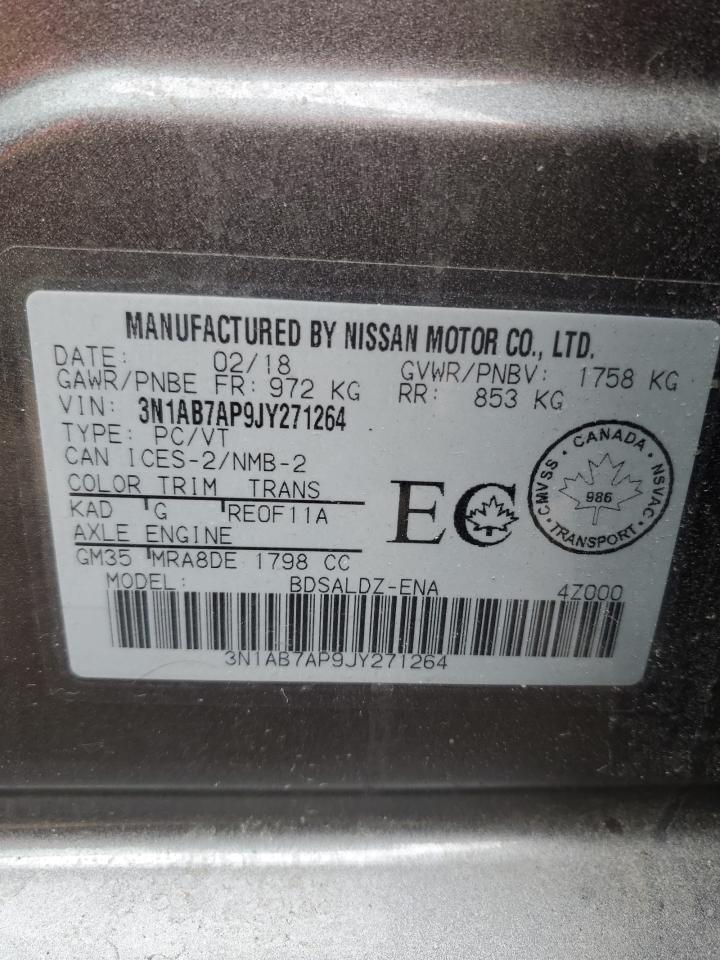 MANUFACTURED BY NISSAN MOTOR CO., LTD.
DATE: 02/18 GVWR/PNBV: 1758 KG
GAWR/PNBE FR: 972 KG RR: 853 KG
VIN: 3N1AB7AP9JY271264
TYPE: PC/VT
CAN ICES-2/NMB-2
COLOR TRIM TRANS
KAD G RE0F11A
AXLE ENGINE
GM35 MRA8DE 1798 CC
EC
CANADA
CMVSS · NSVAC
986
TRANSPORT
MODEL: BDSALDZ-ENA 4Z000
3N1AB7AP9JY271264